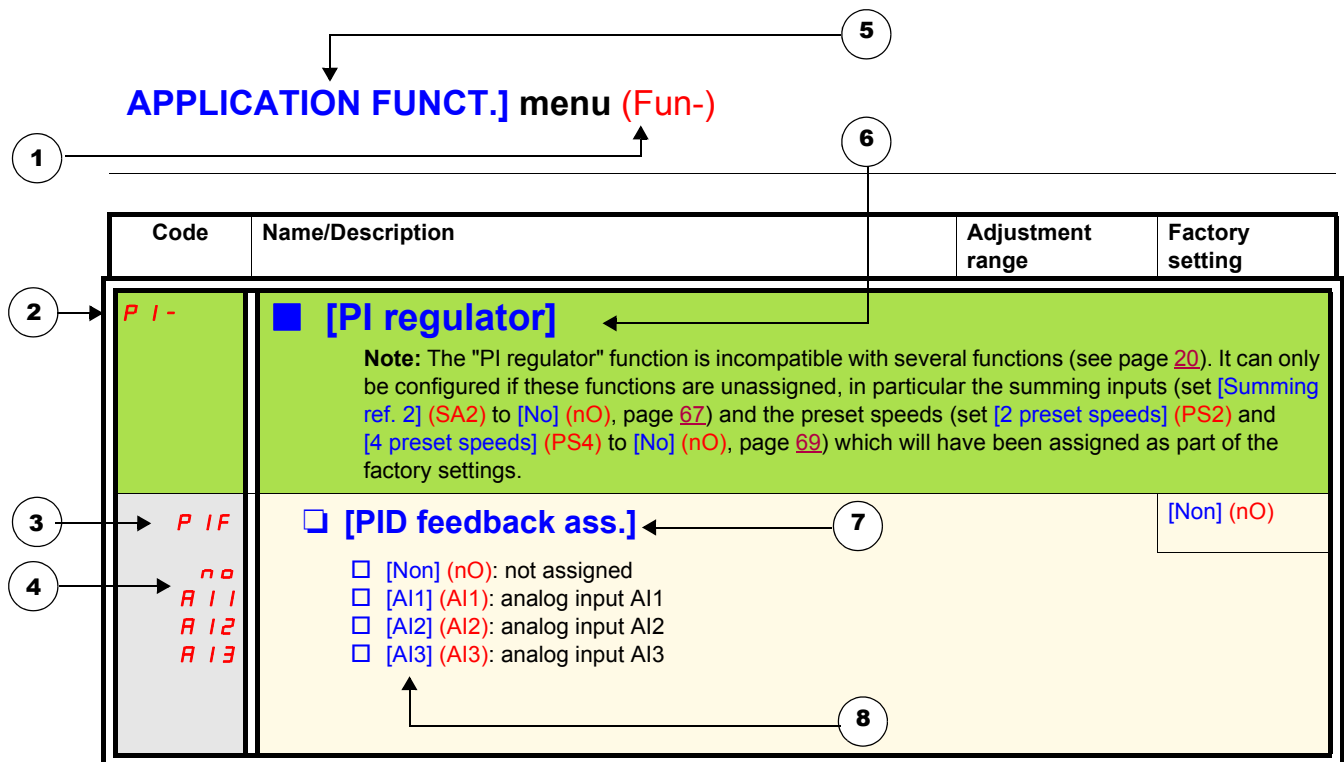 5
APPLICATION FUNCT.] menu (Fun-)
1
6
Code Name/Description Adjustment range Factory setting
2
PI- ■ [PI regulator]
Note: The "PI regulator" function is incompatible with several functions (see page 20). It can only
be configured if these functions are unassigned, in particular the summing inputs (set [Summing
ref. 2] (SA2) to [No] (nO), page 67) and the preset speeds (set [2 preset speeds] (PS2) and
[4 preset speeds] (PS4) to [No] (nO), page 69) which will have been assigned as part of the
factory settings.
3
PIF ❏ [PID feedback ass.] 7 [Non] (nO)
4
no □ [Non] (nO): not assigned
AI1 □ [AI1] (AI1): analog input AI1
AI2 □ [AI2] (AI2): analog input AI2
AI3 □ [AI3] (AI3): analog input AI3
8